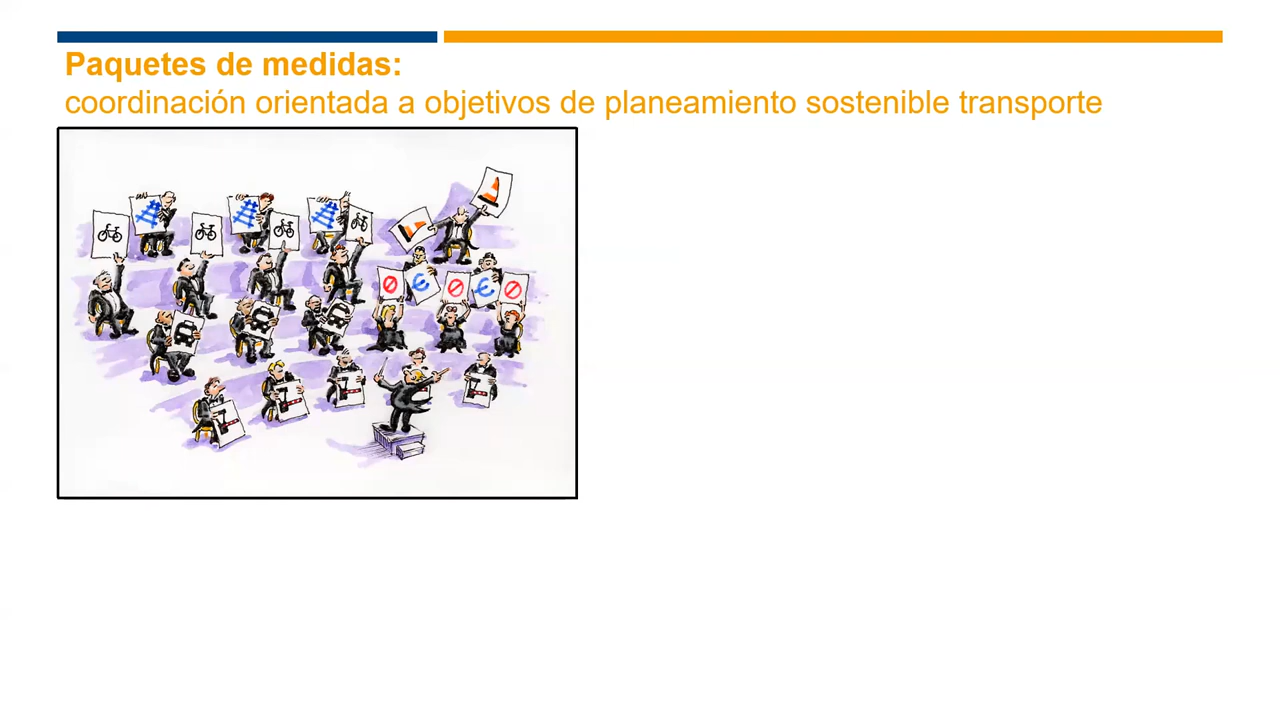 Paquetes de medidas:
coordinación orientada a objetivos de planeamiento sostenible transporte
€ €